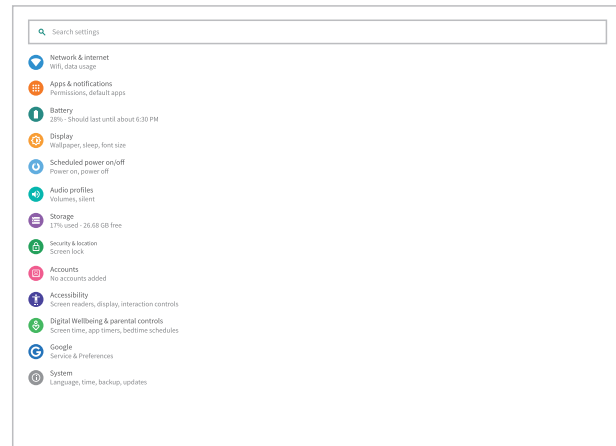 Search settings
Network & internet
Wifi, data usage
Apps & notifications
Permissions, default apps
Battery
28% - Should last until about 6:30 PM
Display
Wallpaper, sleep, font size
Scheduled power on/off
Power on, power off
Audio profiles
Volumes, silent
Storage
17% used - 26.68 GB free
Security & location
Screen lock
Accounts
No accounts added
Accessibility
Screen readers, display, interaction controls
Digital Wellbeing & parental controls
Screen time, app timers, bedtime schedules
Google
Service & Preferences
System
Language, time, backup, updates